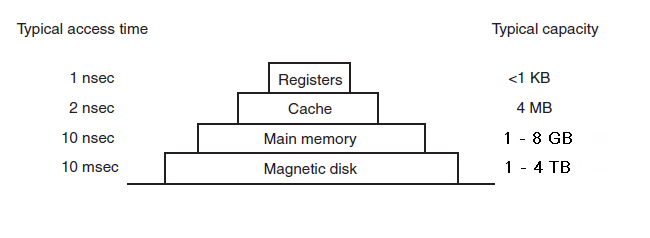 Typical access time Typical capacity
1 nsec Registers <1 KB
2 nsec Cache 4 MB
10 nsec Main memory 1 - 8 GB
10 msec Magnetic disk 1 - 4 TB